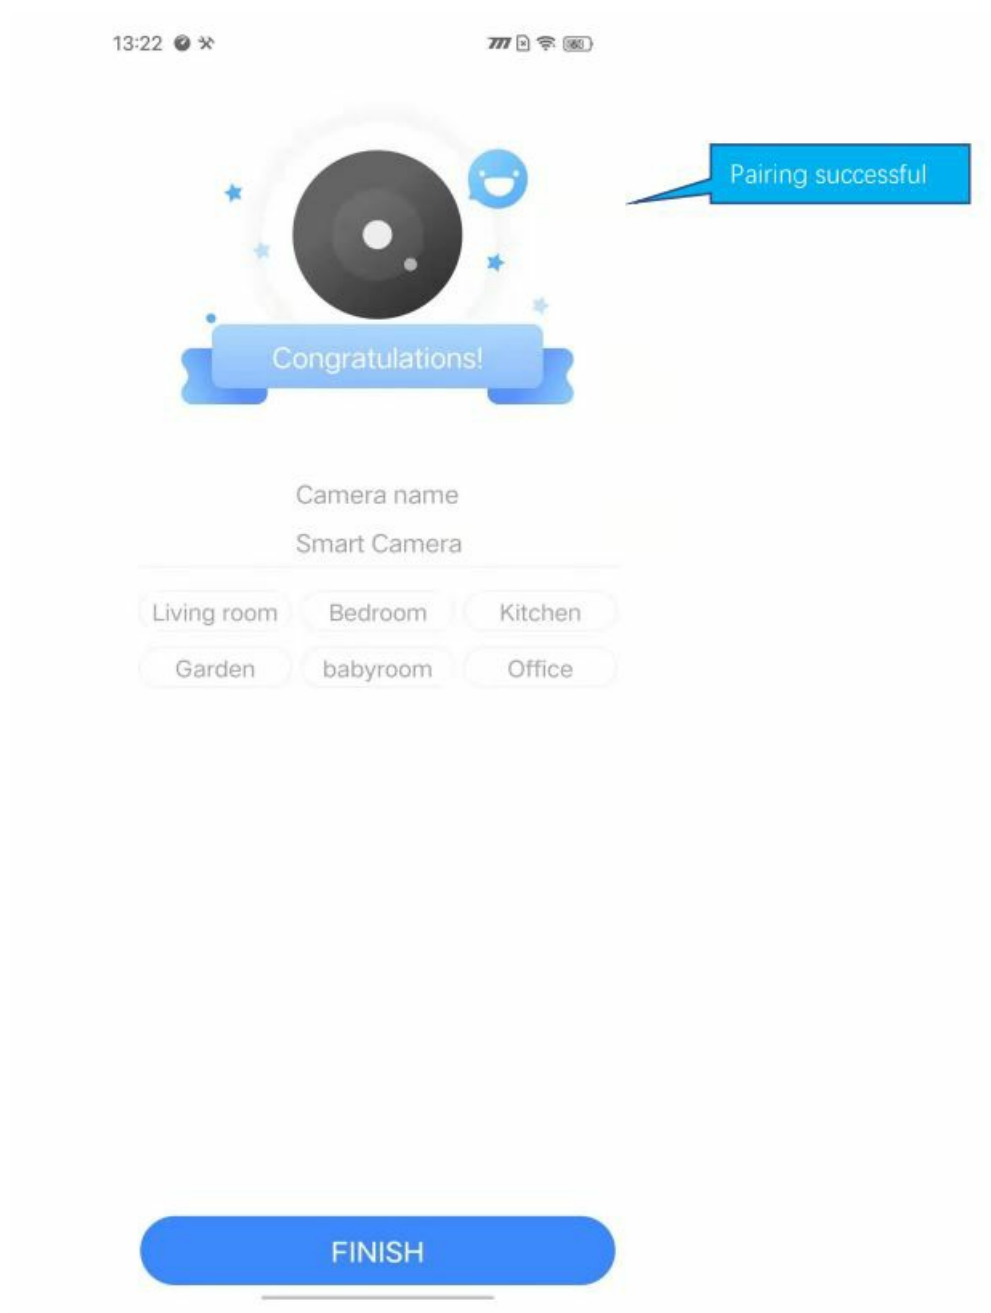 13:22
Pairing successful
Congratulations!
Camera name
Smart Camera
Living room Bedroom Kitchen
Garden babyroom Office
FINISH